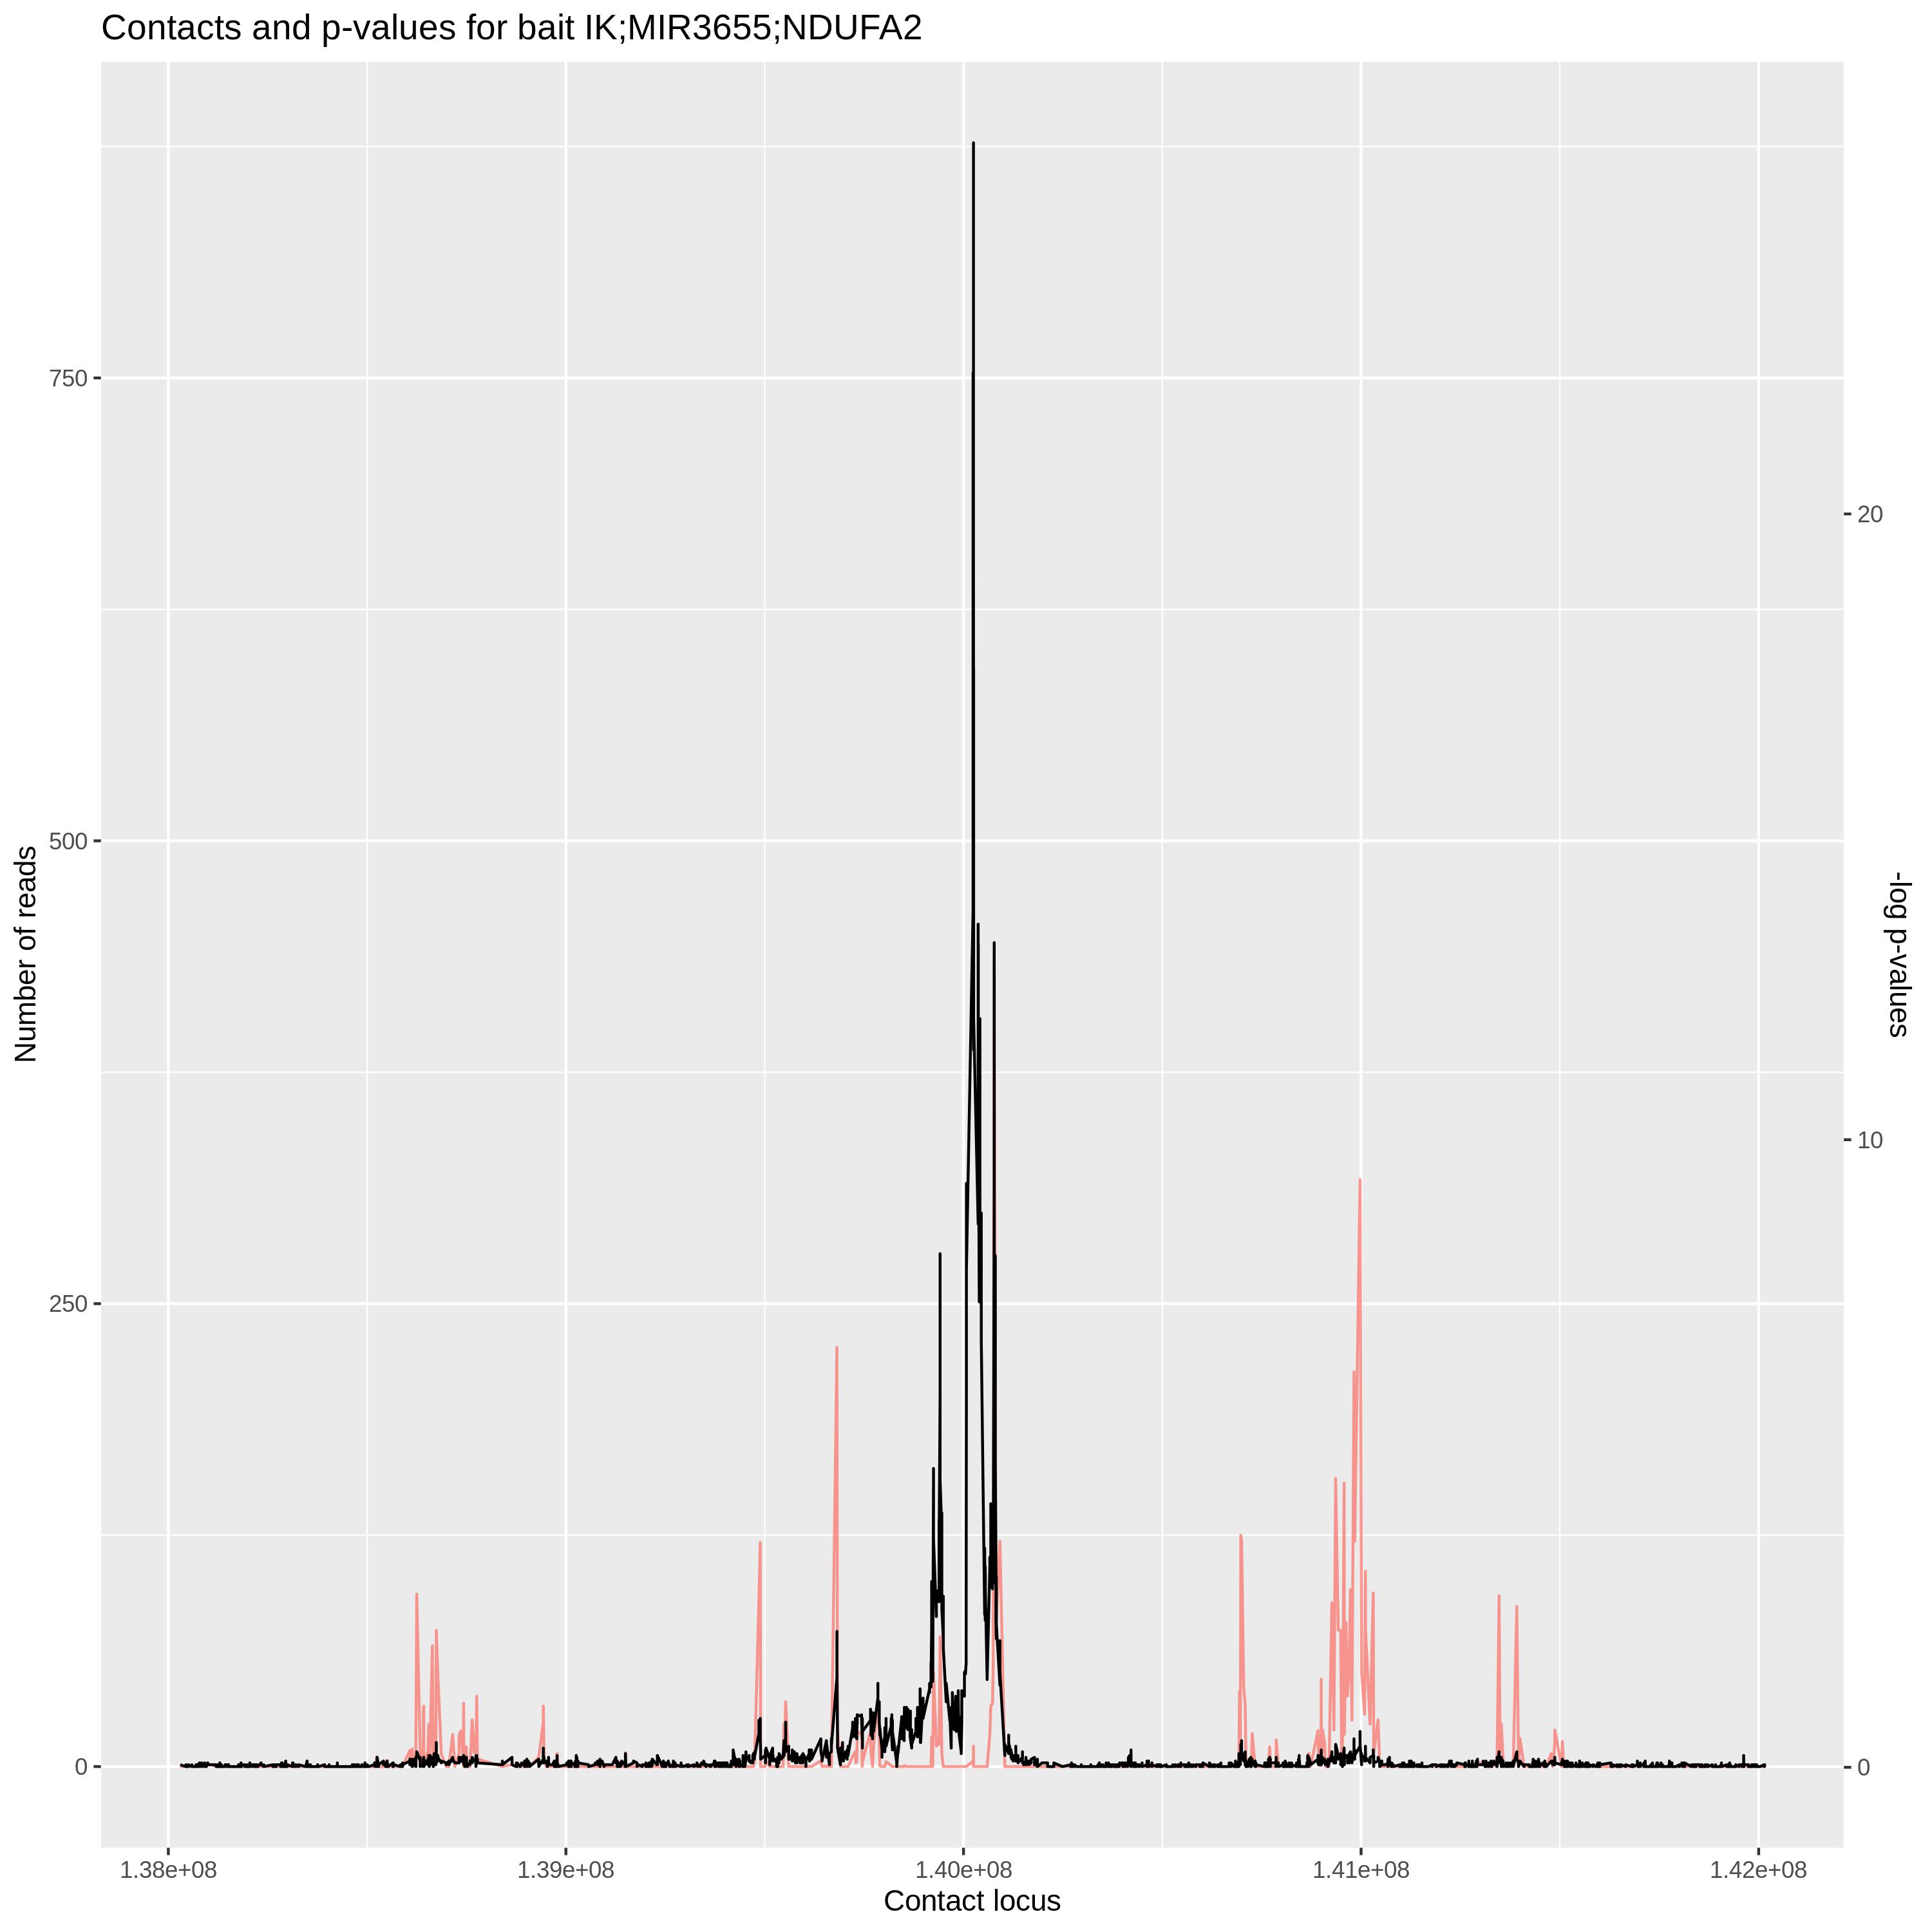 Contacts and p-values for bait IK;MIR3655;NDUFA2
750
500
250
0
Number of reads
20
10
0
-log p-values
1.38e+08
1.39e+08
1.40e+08
1.41e+08
1.42e+08
Contact locus